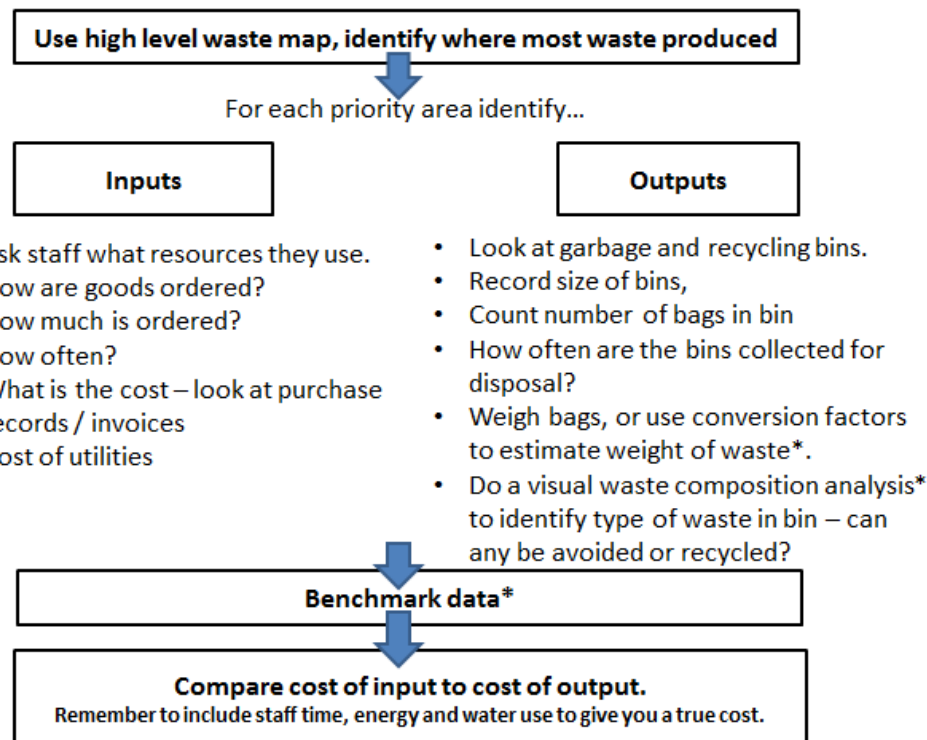 Use high level waste map, identify where most waste produced
For each priority area identify...
Inputs
sk staff what resources they use.
ow are goods ordered?
ow much is ordered?
ow often?
What is the cost – look at purchase
ecords / invoices
ost of utilities
Outputs
• Look at garbage and recycling bins.
• Record size of bins,
• Count number of bags in bin
• How often are the bins collected for
disposal?
• Weigh bags, or use conversion factors
to estimate weight of waste*.
• Do a visual waste composition analysis*
to identify type of waste in bin – can
any be avoided or recycled?
Benchmark data*
Compare cost of input to cost of output.
Remember to include staff time, energy and water use to give you a true cost.